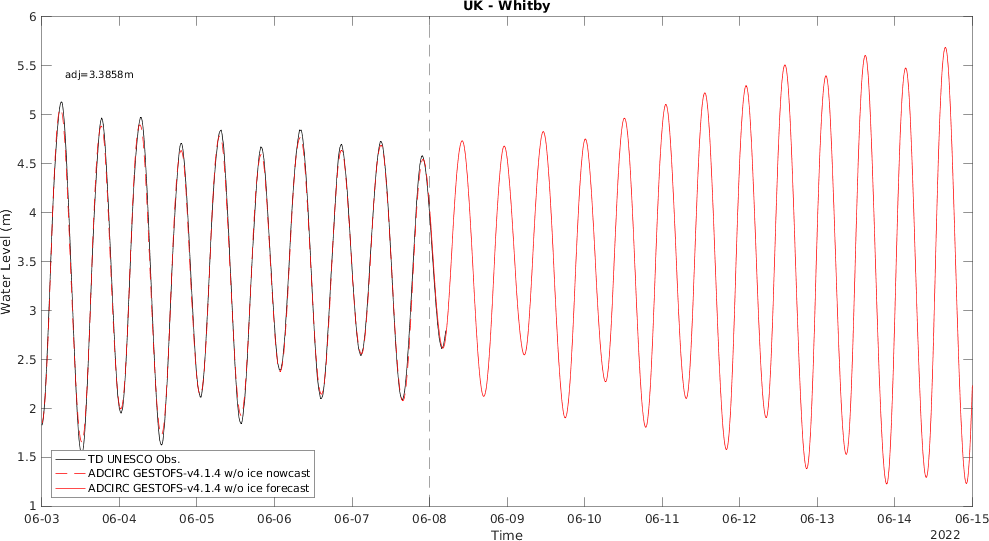 UK - Whitby
6
5.5
5
4.5
4
3.5
3
2.5
2
1.5
1
Water Level (m)
adj=3.3858m
TD UNESCO Obs.
ADCIRC GESTOFS-v4.1.4 w/o ice nowcast
ADCIRC GESTOFS-v4.1.4 w/o ice forecast
06-03 06-04 06-05 06-06 06-07 06-08 06-09 06-10 06-11 06-12 06-13 06-14 06-15
Time
2022